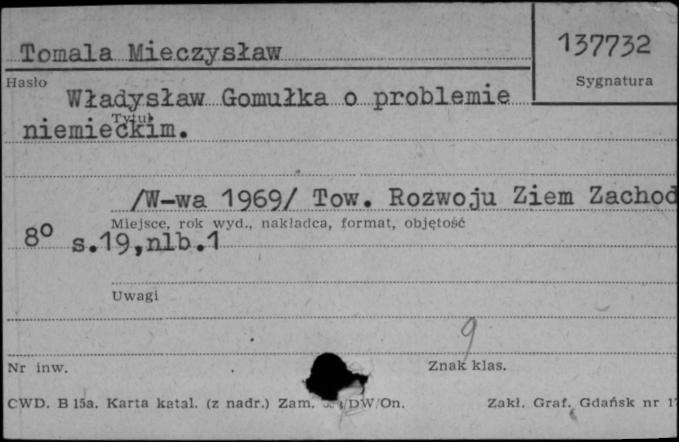 Tomala Mieczysław
137732
Hasło
Sygnatura
Władysław Gomułka o problemie
Tytuł
niemieckim.
/W-wa 1969/ Tow. Rozwoju Ziem Zachod
Miejsce, rok wyd., nakładca, format, objętość
8⁰ s.19,nlb.1
Uwagi
9
Nr inw.
Znak klas.
CWD. B 15a. Karta katal. (z nadr.) Zam. /DW/On.
Zakł. Graf. Gdańsk nr